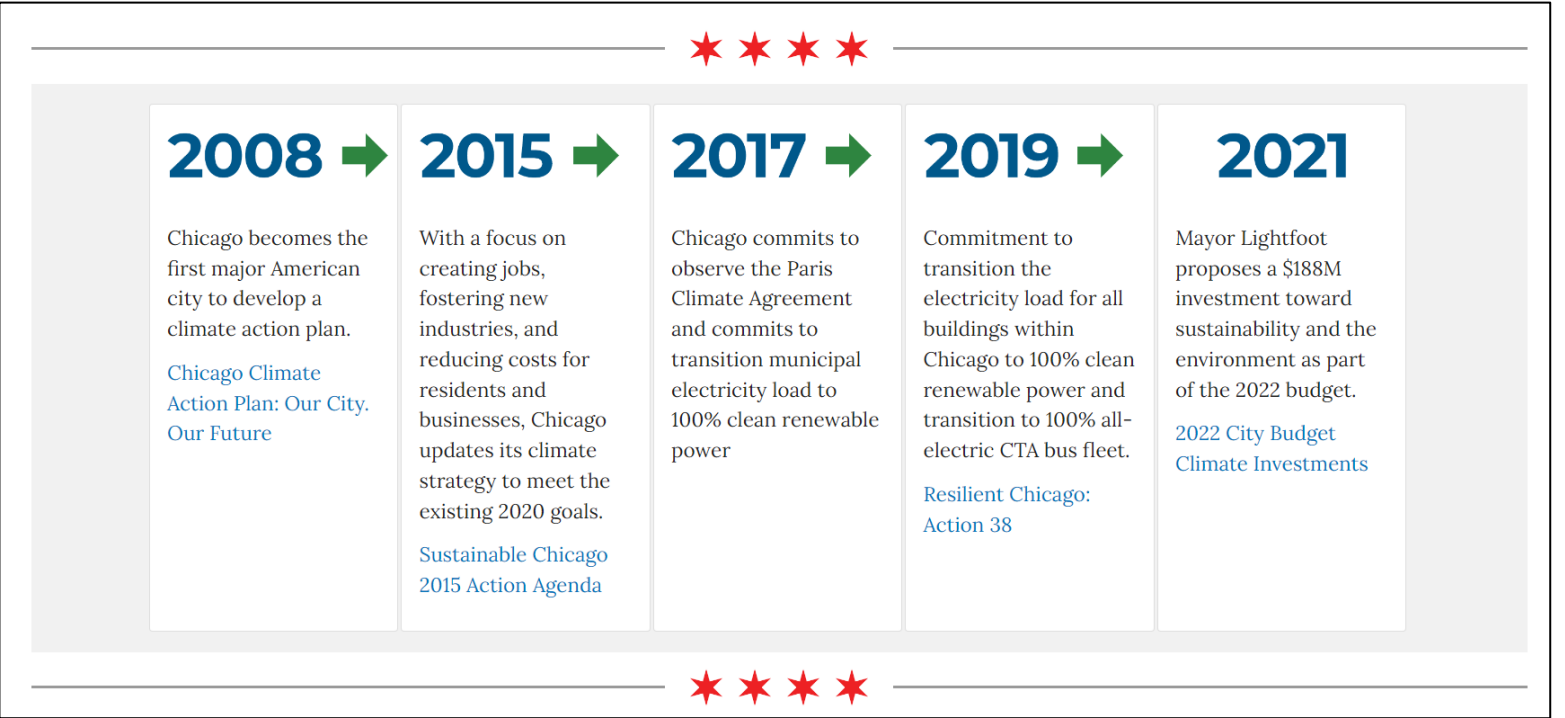 2008
Chicago becomes the
first major American
city to develop a
climate action plan.
Chicago Climate
Action Plan: Our City.
Our Future
2015
With a focus on
creating jobs,
fostering new
industries, and
reducing costs for
residents and
businesses, Chicago
updates its climate
strategy to meet the
existing 2020 goals.
Sustainable Chicago
2015 Action Agenda
2017
Chicago commits to
observe the Paris
Climate Agreement
and commits to
transition municipal
electricity load to
100% clean renewable
power
2019
Commitment to
transition the
electricity load for all
buildings within
Chicago to 100% clean
renewable power and
transition to 100% all-
electric CTA bus fleet.
Resilient Chicago:
Action 38
2021
Mayor Lightfoot
proposes a $188M
investment toward
sustainability and the
environment as part
of the 2022 budget.
2022 City Budget
Climate Investments